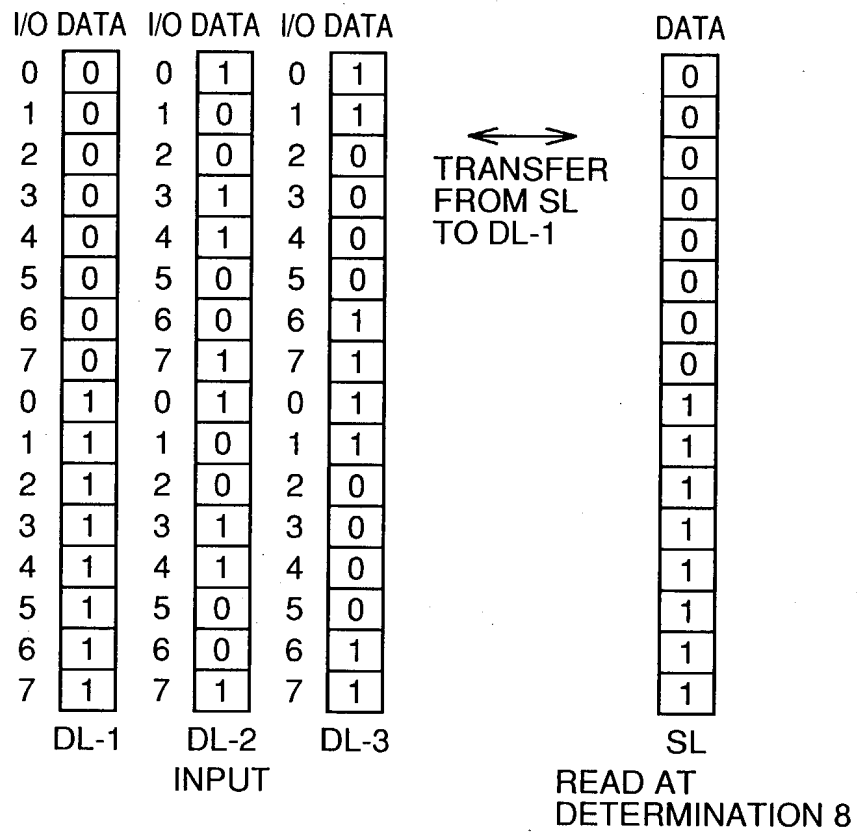 I/O DATA I/O DATA I/O DATA DATA
0 0 0 1 0 1 0
1 0 1 0 1 1 0
2 0 2 0 2 0 0
3 0 3 1 3 0 0
4 0 4 1 4 0 0
5 0 5 0 5 0 0
6 0 6 0 6 1 0
7 0 7 1 7 1 0
0 1 0 1 0 1 1
1 1 1 0 1 1 1
2 1 2 0 2 0 1
3 1 3 1 3 0 1
4 1 4 1 4 0 1
5 1 5 0 5 0 1
6 1 6 0 6 1 1
7 1 7 1 7 1 1
TRANSFER
FROM SL
TO DL-1
DL-1 DL-2 DL-3 SL
INPUT
READ AT
DETERMINATION 8